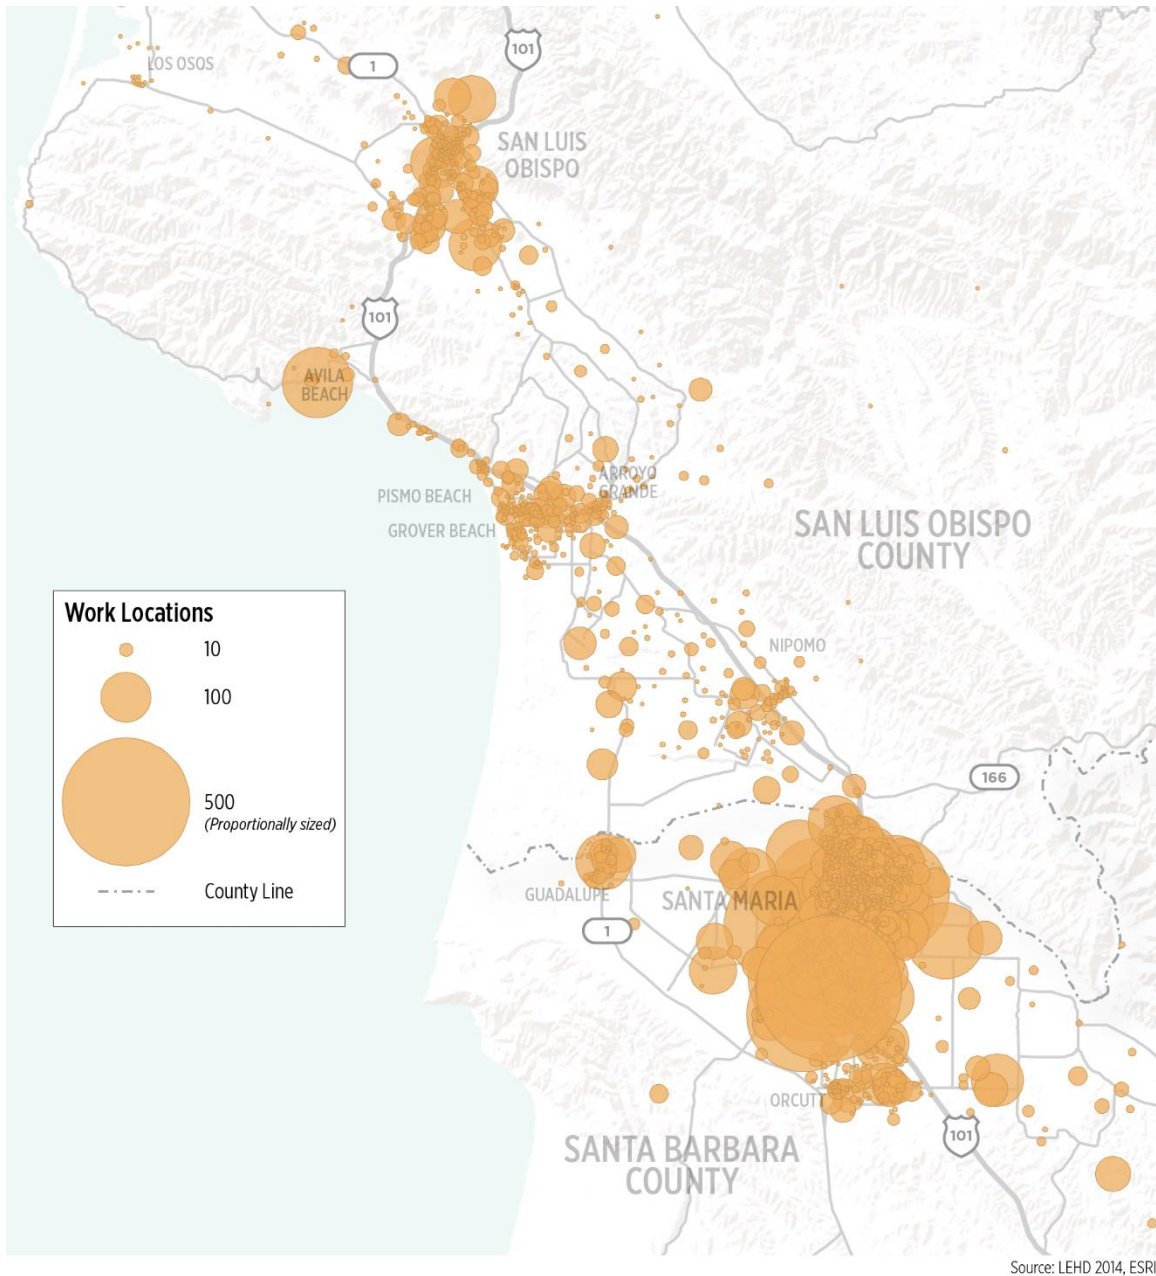 101
LOS OSOS
1
SAN LUIS
OBISPO
101
AVILA
BEACH
ARROYO
GRANDE
PISMO BEACH
GROVER BEACH
SAN LUIS OBISPO
COUNTY
Work Locations
10
100
500
(Proportionally sized)
County Line
NIPOMO
166
GUADALUPE
SANTA MARIA
1
ORCUTT
101
SANTA BARBARA
COUNTY
Source: LEHD 2014, ESRI